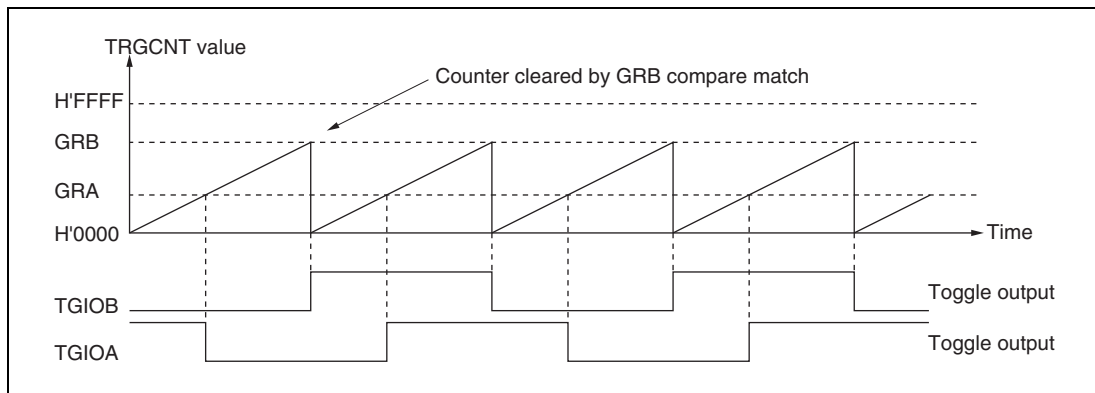 TRGCNT value
Counter cleared by GRB compare match
H'FFFF
GRB
GRA
H'0000
Time
TGIOB
Toggle output
TGIOA
Toggle output